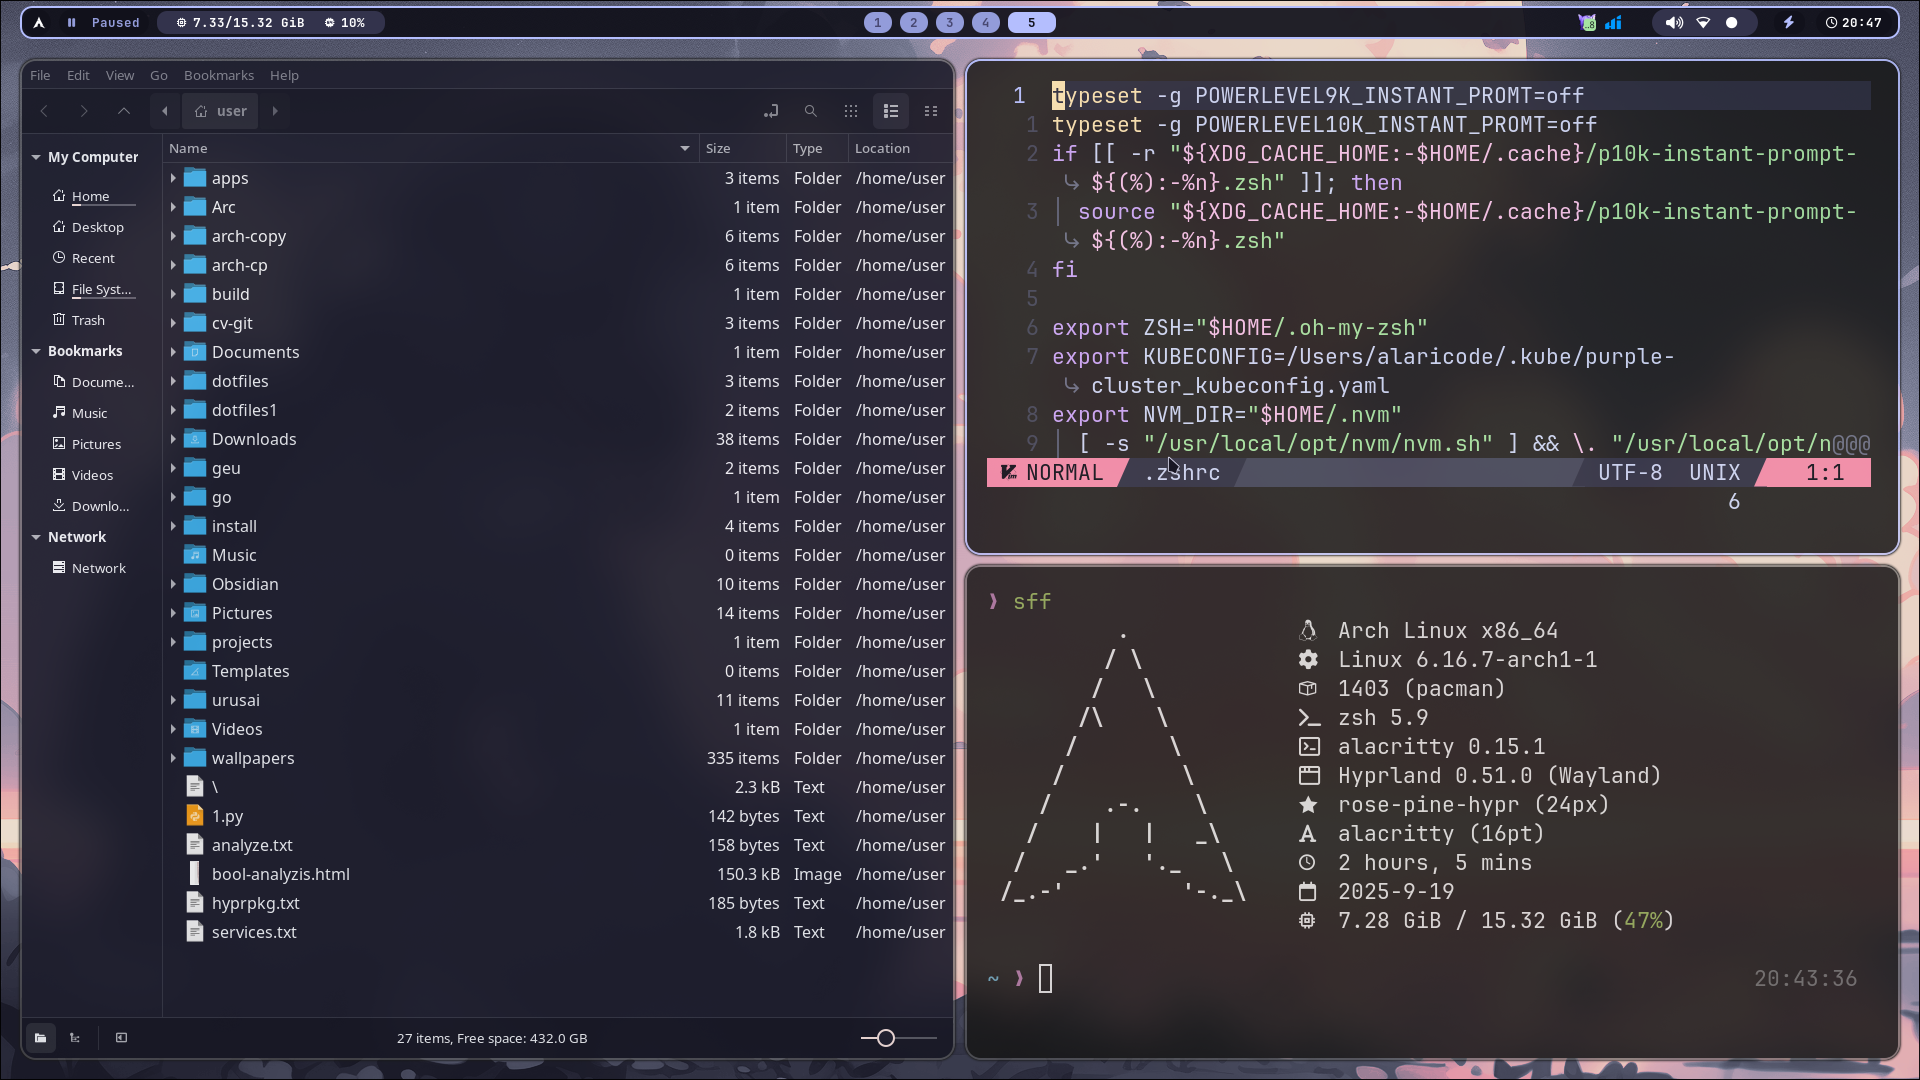 Paused 7.33/15.32 GiB 10% 1 2 3 4 5 20:47
File Edit View Go Bookmarks Help
user
My Computer
Home
Desktop
Recent
File Syst...
Trash
Bookmarks
Docume...
Music
Pictures
Videos
Downlo...
Network
Network
Name Size Type Location
apps 3 items Folder /home/user
Arc 1 item Folder /home/user
arch-copy 6 items Folder /home/user
arch-cp 6 items Folder /home/user
build 1 item Folder /home/user
cv-git 3 items Folder /home/user
Documents 1 item Folder /home/user
dotfiles 3 items Folder /home/user
dotfiles1 2 items Folder /home/user
Downloads 38 items Folder /home/user
geu 2 items Folder /home/user
go 1 item Folder /home/user
install 4 items Folder /home/user
Music 0 items Folder /home/user
Obsidian 10 items Folder /home/user
Pictures 14 items Folder /home/user
projects 1 item Folder /home/user
Templates 0 items Folder /home/user
urusai 11 items Folder /home/user
Videos 1 item Folder /home/user
wallpapers 335 items Folder /home/user
\ 2.3 kB Text /home/user
1.py 142 bytes Text /home/user
analyze.txt 158 bytes Text /home/user
bool-analyzis.html 150.3 kB Image /home/user
hyprpkg.txt 185 bytes Text /home/user
services.txt 1.8 kB Text /home/user
27 items, Free space: 432.0 GB
1 typeset -g POWERLEVEL9K_INSTANT_PROMT=off
1 typeset -g POWERLEVEL10K_INSTANT_PROMT=off
2 if [[ -r "${XDG_CACHE_HOME:-$HOME/.cache}/p10k-instant-prompt-
↳ ${(%):-%n}.zsh" ]]; then
3 source "${XDG_CACHE_HOME:-$HOME/.cache}/p10k-instant-prompt-
↳ ${(%):-%n}.zsh"
4 fi
5
6 export ZSH="$HOME/.oh-my-zsh"
7 export KUBECONFIG=/Users/alaricode/.kube/purple-
↳ cluster_kubeconfig.yaml
8 export NVM_DIR="$HOME/.nvm"
9 [ -s "/usr/local/opt/nvm/nvm.sh" ] && \. "/usr/local/opt/n@@@
NORMAL .zshrc UTF-8 UNIX 1:1
6
❯ sff
Arch Linux x86_64
Linux 6.16.7-arch1-1
1403 (pacman)
zsh 5.9
alacritty 0.15.1
Hyprland 0.51.0 (Wayland)
rose-pine-hypr (24px)
alacritty (16pt)
2 hours, 5 mins
2025-9-19
7.28 GiB / 15.32 GiB (47%)
~ ❯ 20:43:36